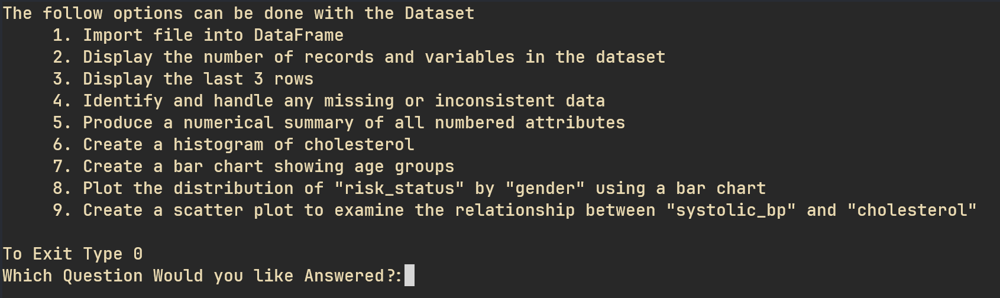 The follow options can be done with the Dataset
1. Import file into DataFrame
2. Display the number of records and variables in the dataset
3. Display the last 3 rows
4. Identify and handle any missing or inconsistent data
5. Produce a numerical summary of all numbered attributes
6. Create a histogram of cholesterol
7. Create a bar chart showing age groups
8. Plot the distribution of "risk_status" by "gender" using a bar chart
9. Create a scatter plot to examine the relationship between "systolic_bp" and "cholesterol"
To Exit Type 0
Which Question Would you like Answered?: